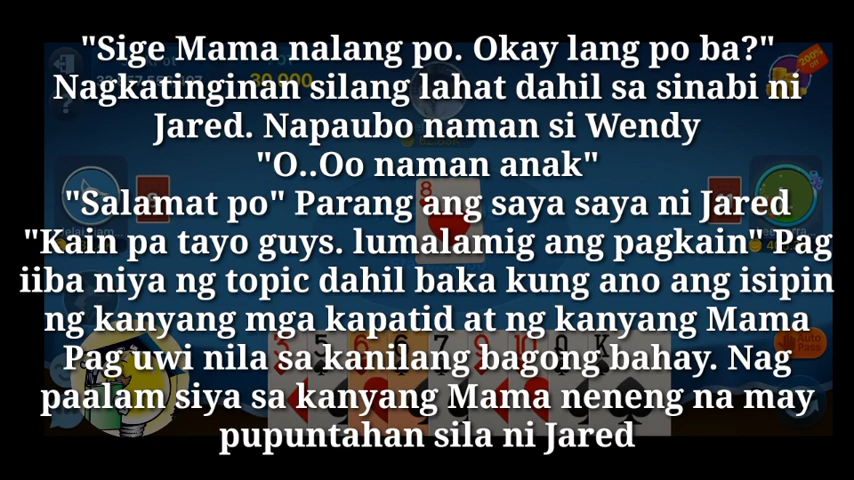 "Sige Mama nalang po. Okay lang po ba?"
Nagkatinginan silang lahat dahil sa sinabi ni
Jared. Napaubo naman si Wendy
"O..Oo naman anak"
"Salamat po" Parang ang saya saya ni Jared
"Kain pa tayo guys. lumalamig ang pagkain" Pag
iiba niya ng topic dahil baka kung ano ang isipin
ng kanyang mga kapatid at ng kanyang Mama
Pag uwi nila sa kanilang bagong bahay. Nag
paalam siya sa kanyang Mama neneng na may
pupuntahan sila ni Jared
200%
Off
Auto
Pass